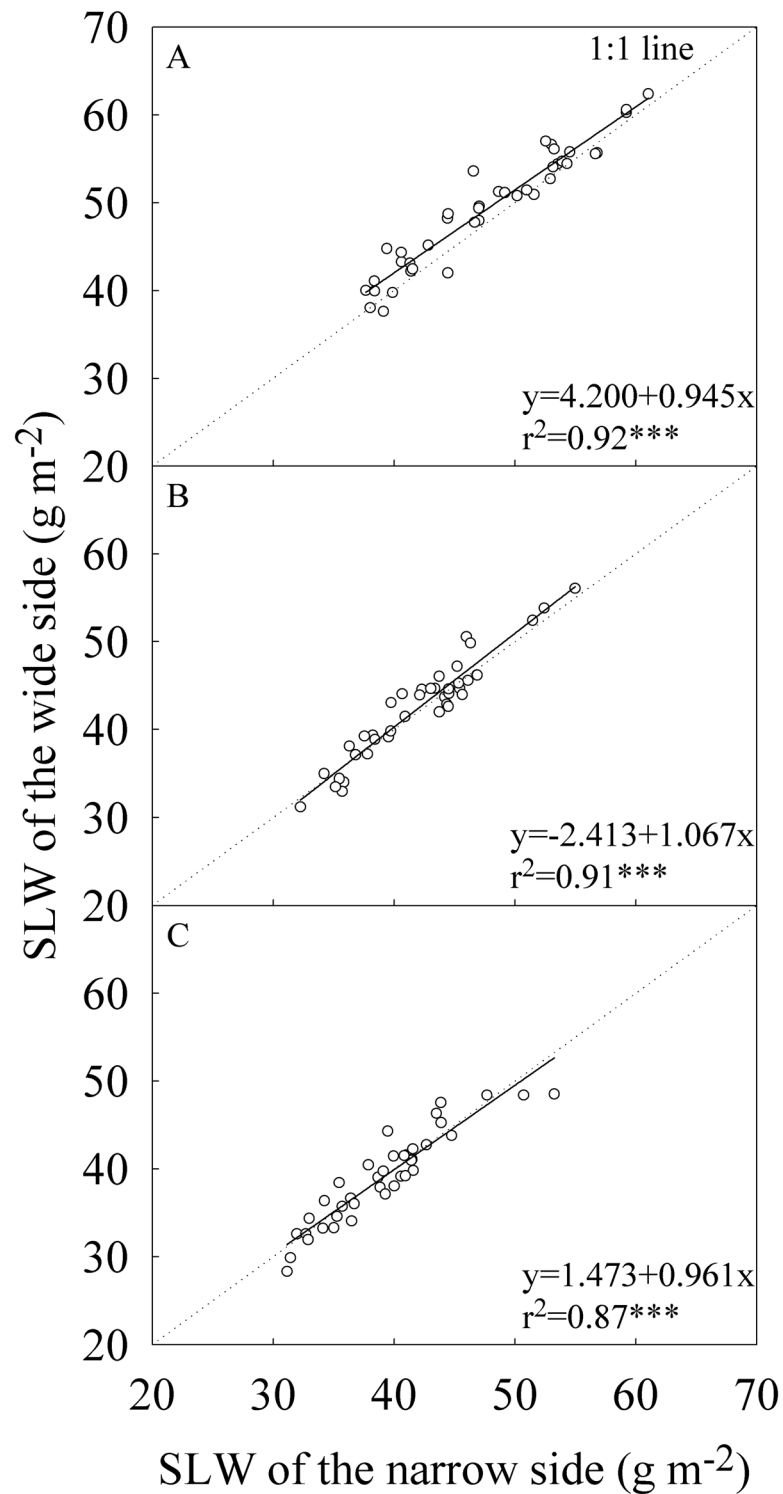 70
A
1:1 line
60
50
40
30
y=4.200+0.945x
r²=0.92***
20
B
60
50
40
30
y=-2.413+1.067x
r²=0.91***
20
C
60
50
40
30
y=1.473+0.961x
r²=0.87***
20
20 30 40 50 60 70
SLW of the wide side (g m⁻²)
SLW of the narrow side (g m⁻²)